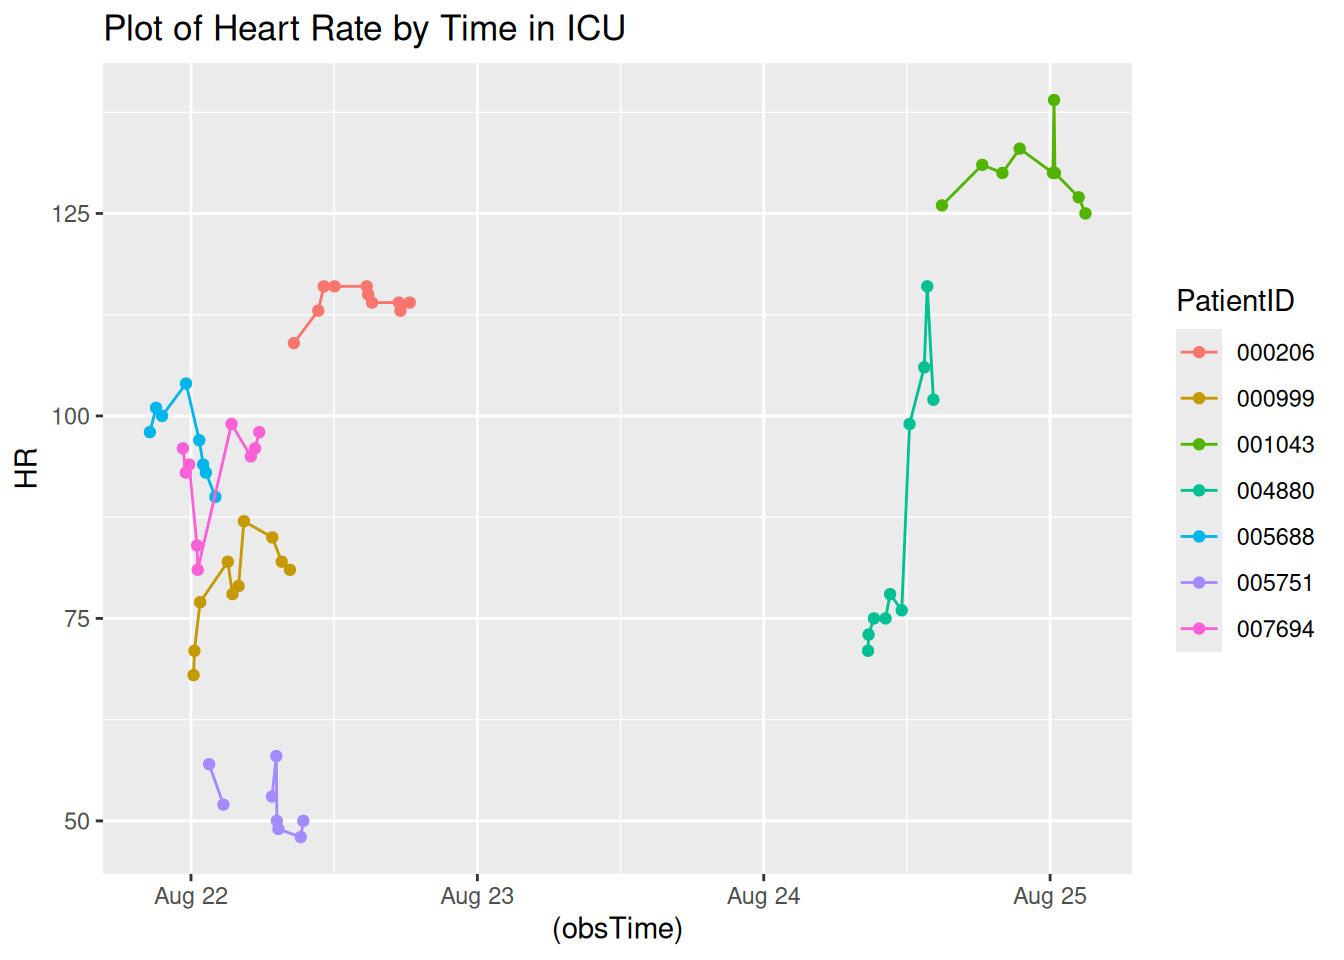 Plot of Heart Rate by Time in ICU
HR
125
100
75
50
Aug 22
Aug 23
Aug 24
Aug 25
(obsTime)
PatientID
000206
000999
001043
004880
005688
005751
007694